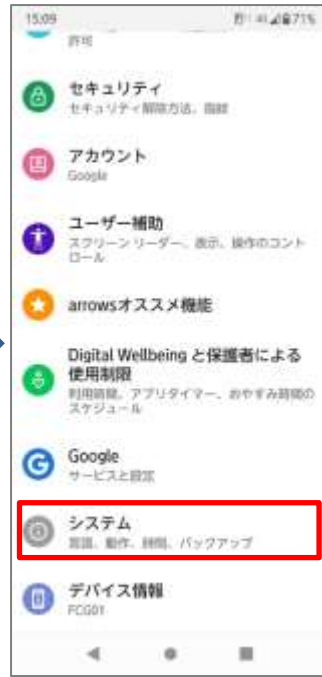 15:09
71%
許可
セキュリティ
セキュリティ解除方法、指紋
アカウント
Google
ユーザー補助
スクリーン リーダー、表示、操作のコント
ロール
arrowsオススメ機能
Digital Wellbeing と保護者による
使用制限
利用時間、アプリタイマー、おやすみ時間の
スケジュール
Google
サービスと設定
システム
言語、動作、時間、バックアップ
デバイス情報
FCG01